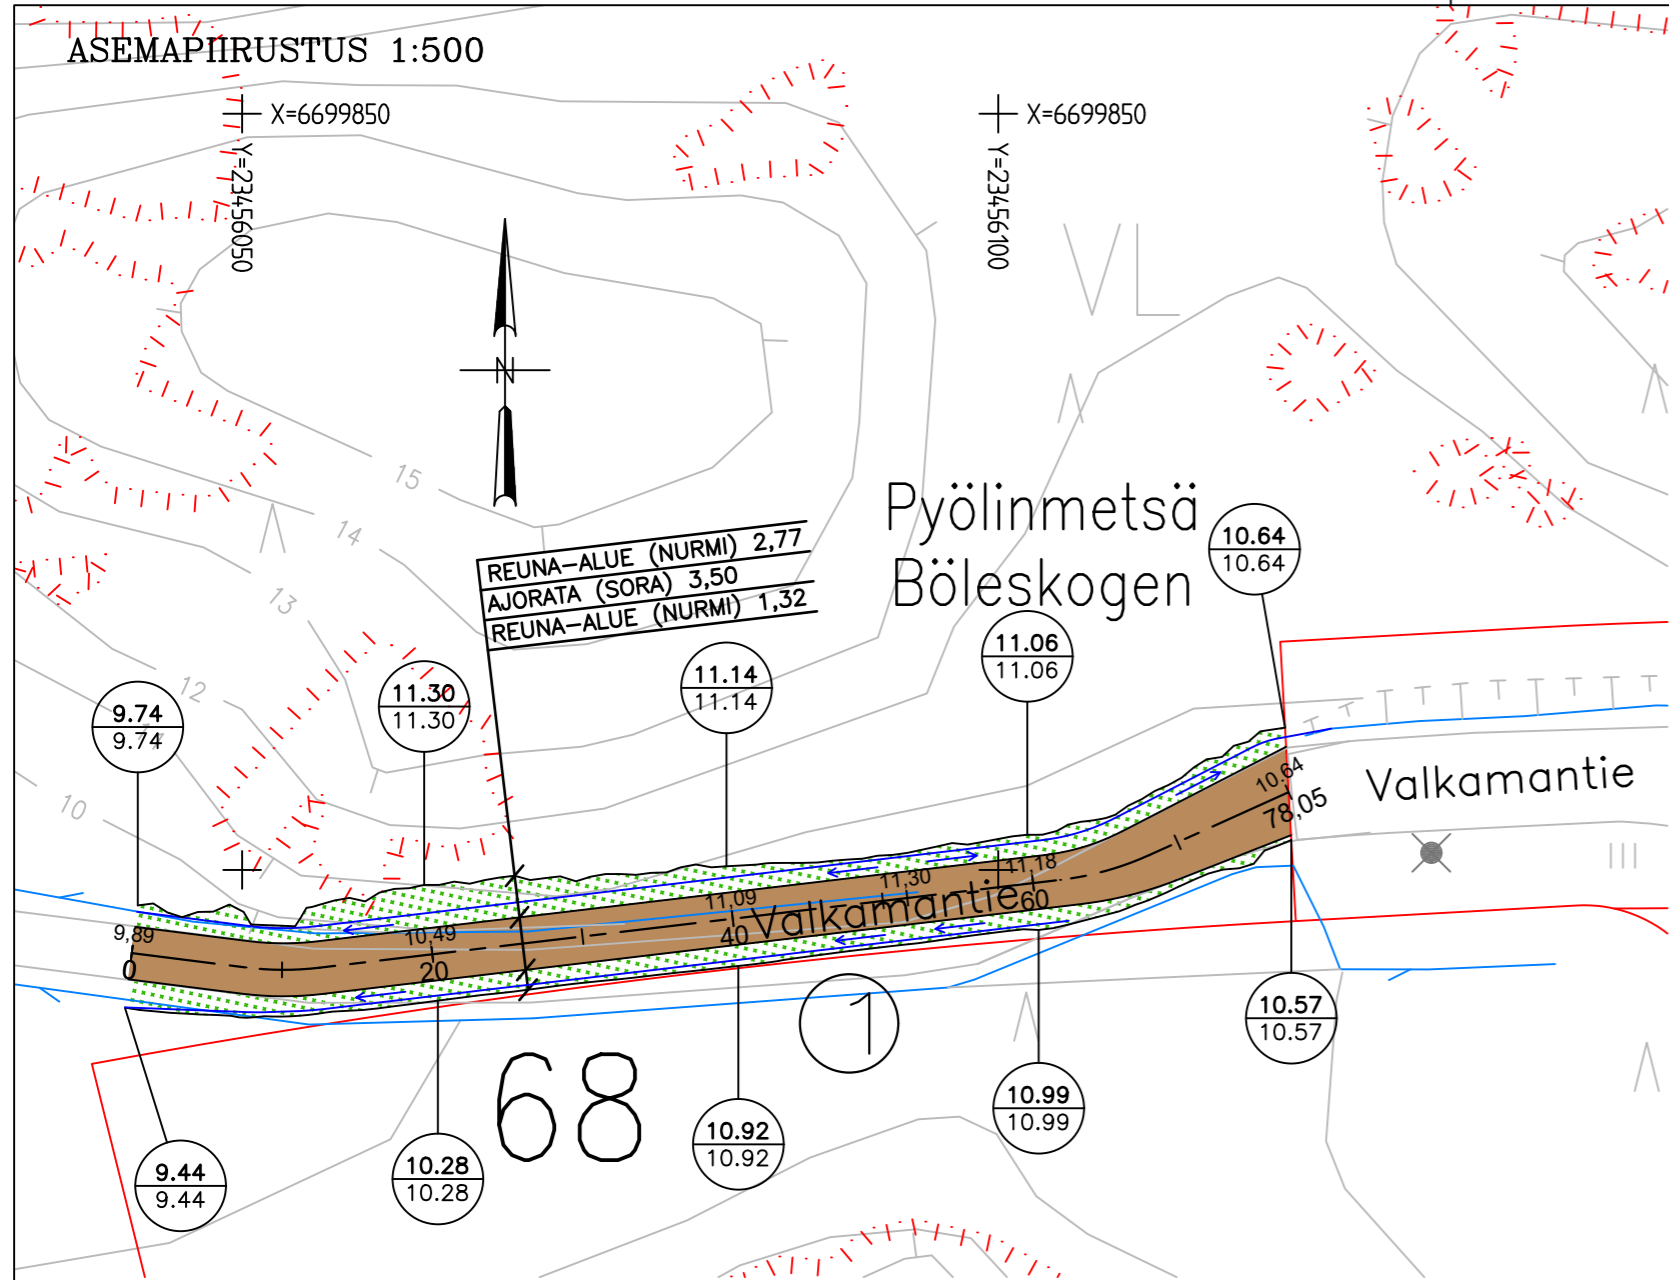 ASEMAPIIRUSTUS 1:500
X=6699850
X=6699850
Y=23456050
Y=23456100
N
15
14
13
12
10
REUNA-ALUE (NURMI) 2,77
AJORATA (SORA) 3,50
REUNA-ALUE (NURMI) 1,32
Pyölinmetsä
Böleskogen
10.64
10.64
11.06
11.06
11.14
11.14
11.30
11.30
9.74
9.74
Valkamantie
10.64
78,05
11,18
11,30
11,09
10,49
9,89
Valkamantie
0
20
40
60
1
68
9.44
9.44
10.28
10.28
10.92
10.92
10.99
10.99
10.57
10.57